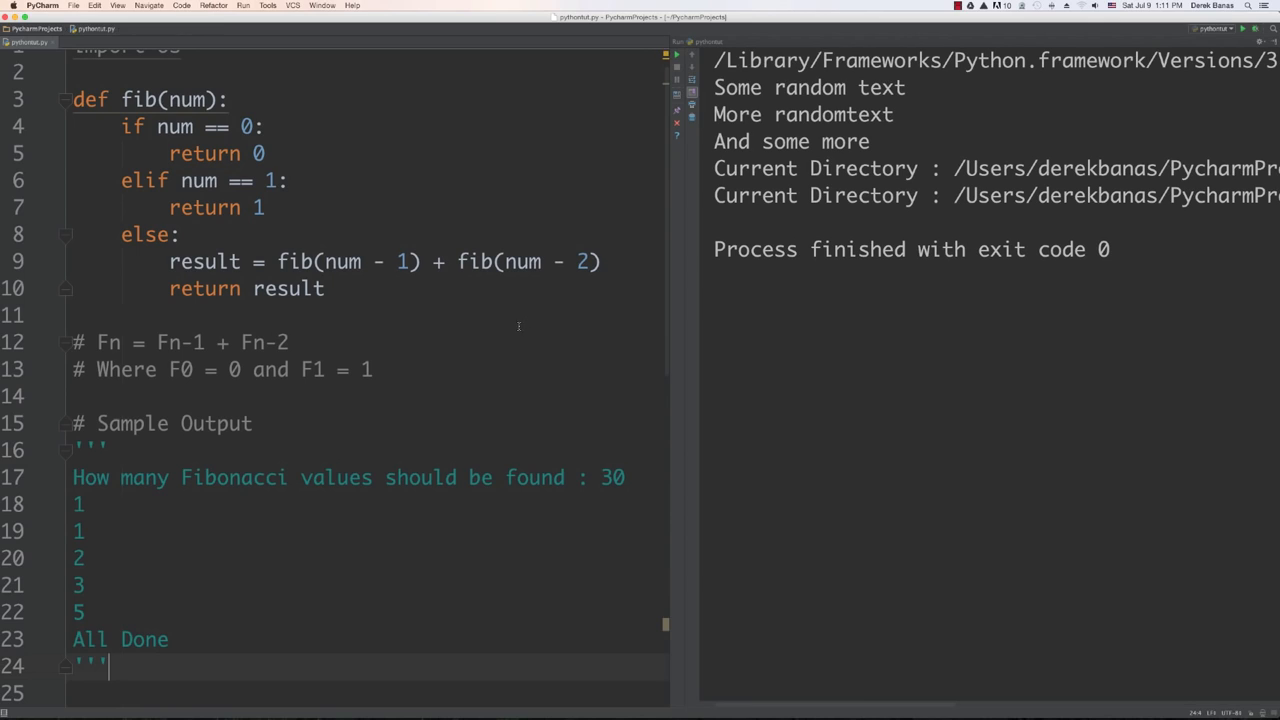 PyCharm File Edit View Navigate Code Refactor Run Tools VCS Window Help 10 Sat Jul 9 1:11 PM Derek Banas
pythontut.py - PycharmProjects - [~/PycharmProjects]
PycharmProjects pythontut.py pythontut
pythontut.py Run pythontut
1 import os
2
3 def fib(num):
4 if num == 0:
5 return 0
6 elif num == 1:
7 return 1
8 else:
9 result = fib(num - 1) + fib(num - 2)
10 return result
11
12 # Fn = Fn-1 + Fn-2
13 # Where F0 = 0 and F1 = 1
14
15 # Sample Output
16 '''
17 How many Fibonacci values should be found : 30
18 1
19 1
20 2
21 3
22 5
23 All Done
24 '''
25
/Library/Frameworks/Python.framework/Versions/3
Some random text
More randomtext
And some more
Current Directory : /Users/derekbanas/PycharmPr
Current Directory : /Users/derekbanas/PycharmPr
Process finished with exit code 0
24:4 LF÷ UTF-8÷